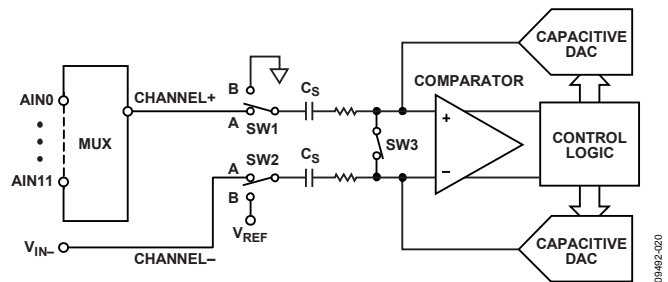 CAPACITIVE
DAC
B
CHANNEL+
CS
COMPARATOR
AIN0
A
SW1
+
MUX
SW3
CONTROL
LOGIC
SW2
CS
AIN11
A
–
B
VREF
VIN–
CHANNEL–
CAPACITIVE
DAC
09492-020